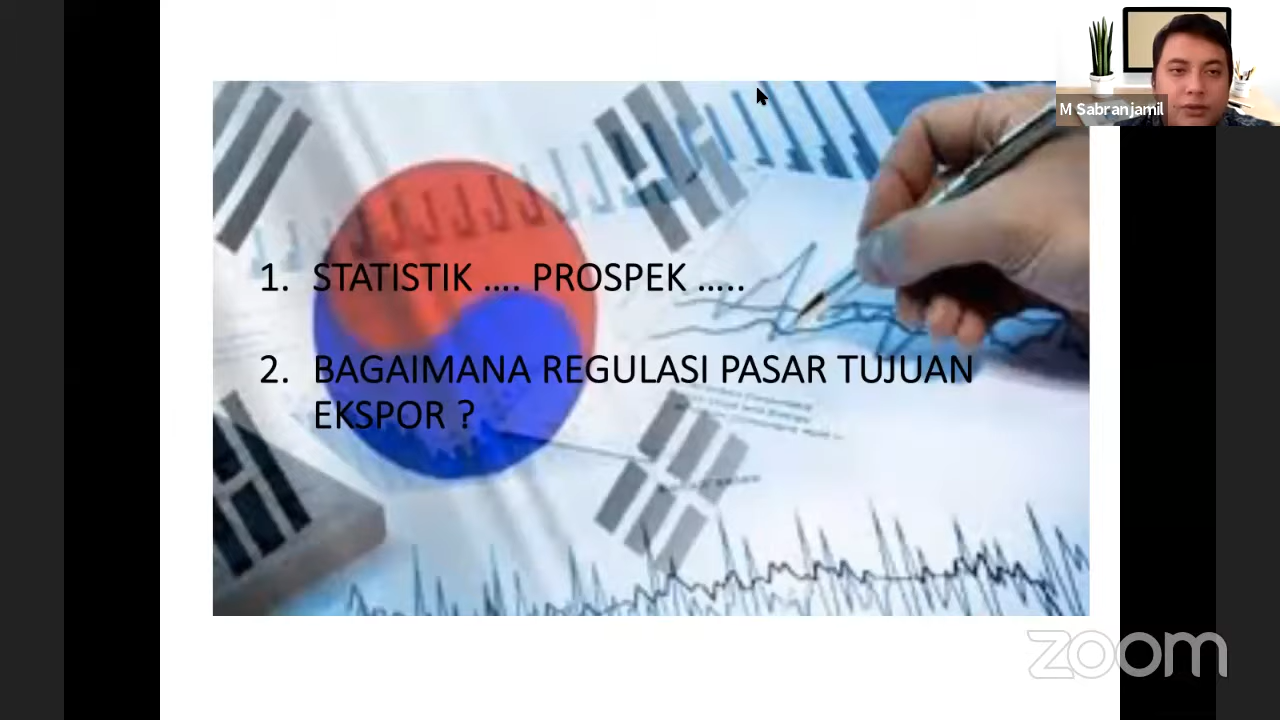 M Sabranjamil
1. STATISTIK .... PROSPEK .....
2. BAGAIMANA REGULASI PASAR TUJUAN
EKSPOR ?
zoom